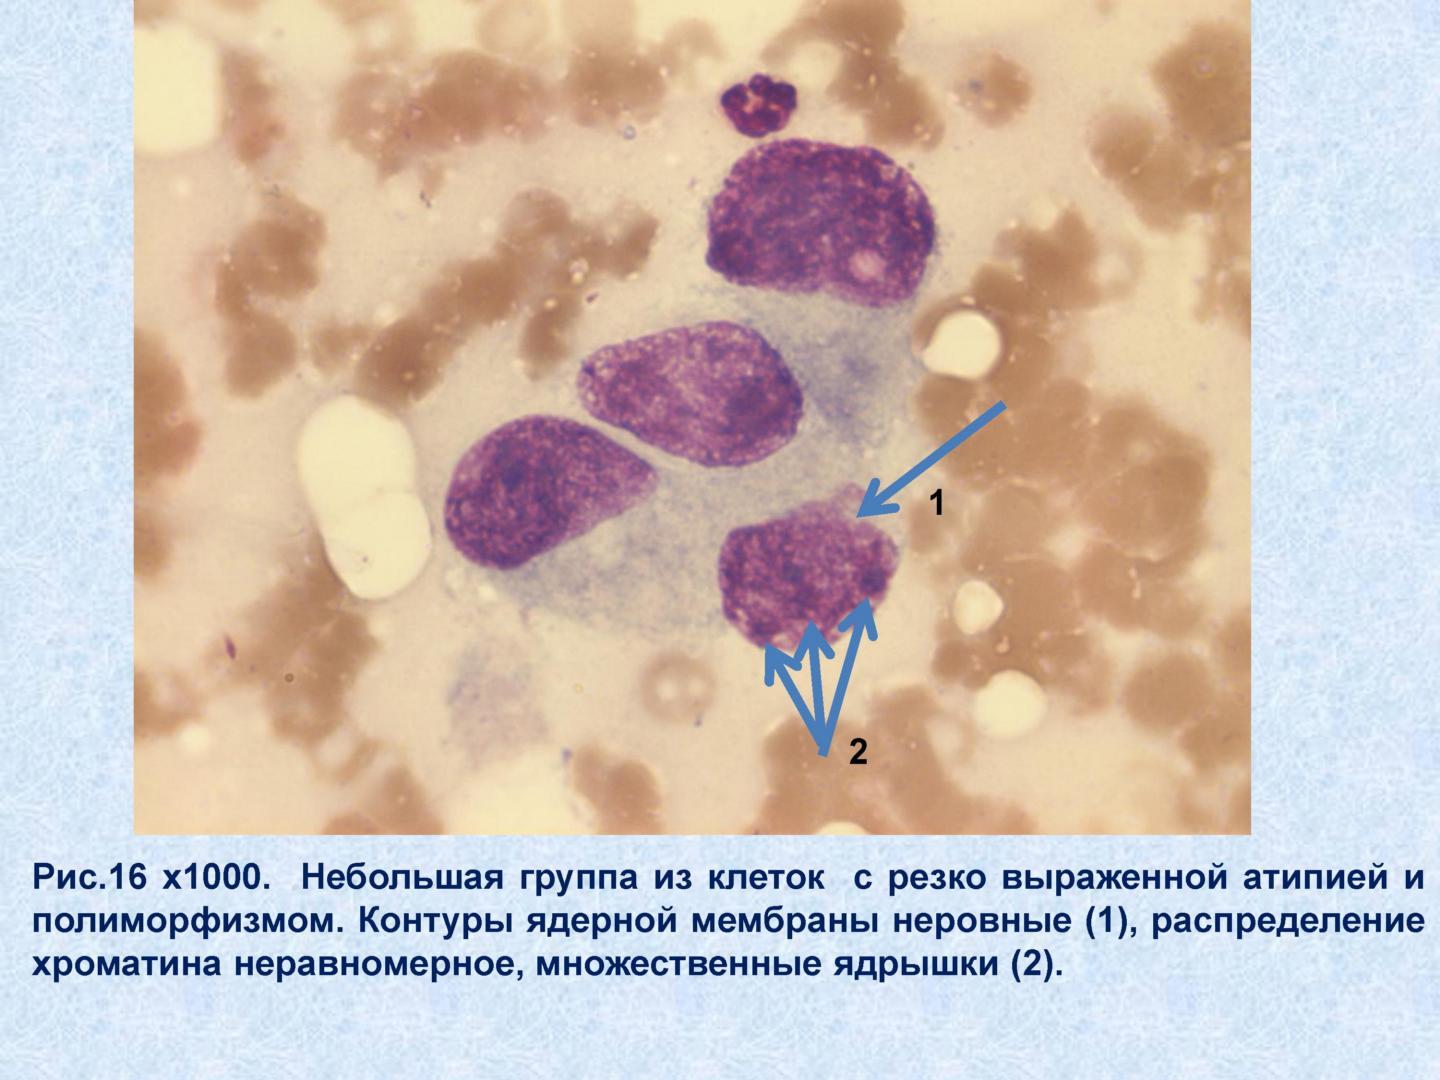 1
2
Рис.16 х1000. Небольшая группа из клеток с резко выраженной атипией и
полиморфизмом. Контуры ядерной мембраны неровные (1), распределение
хроматина неравномерное, множественные ядрышки (2).